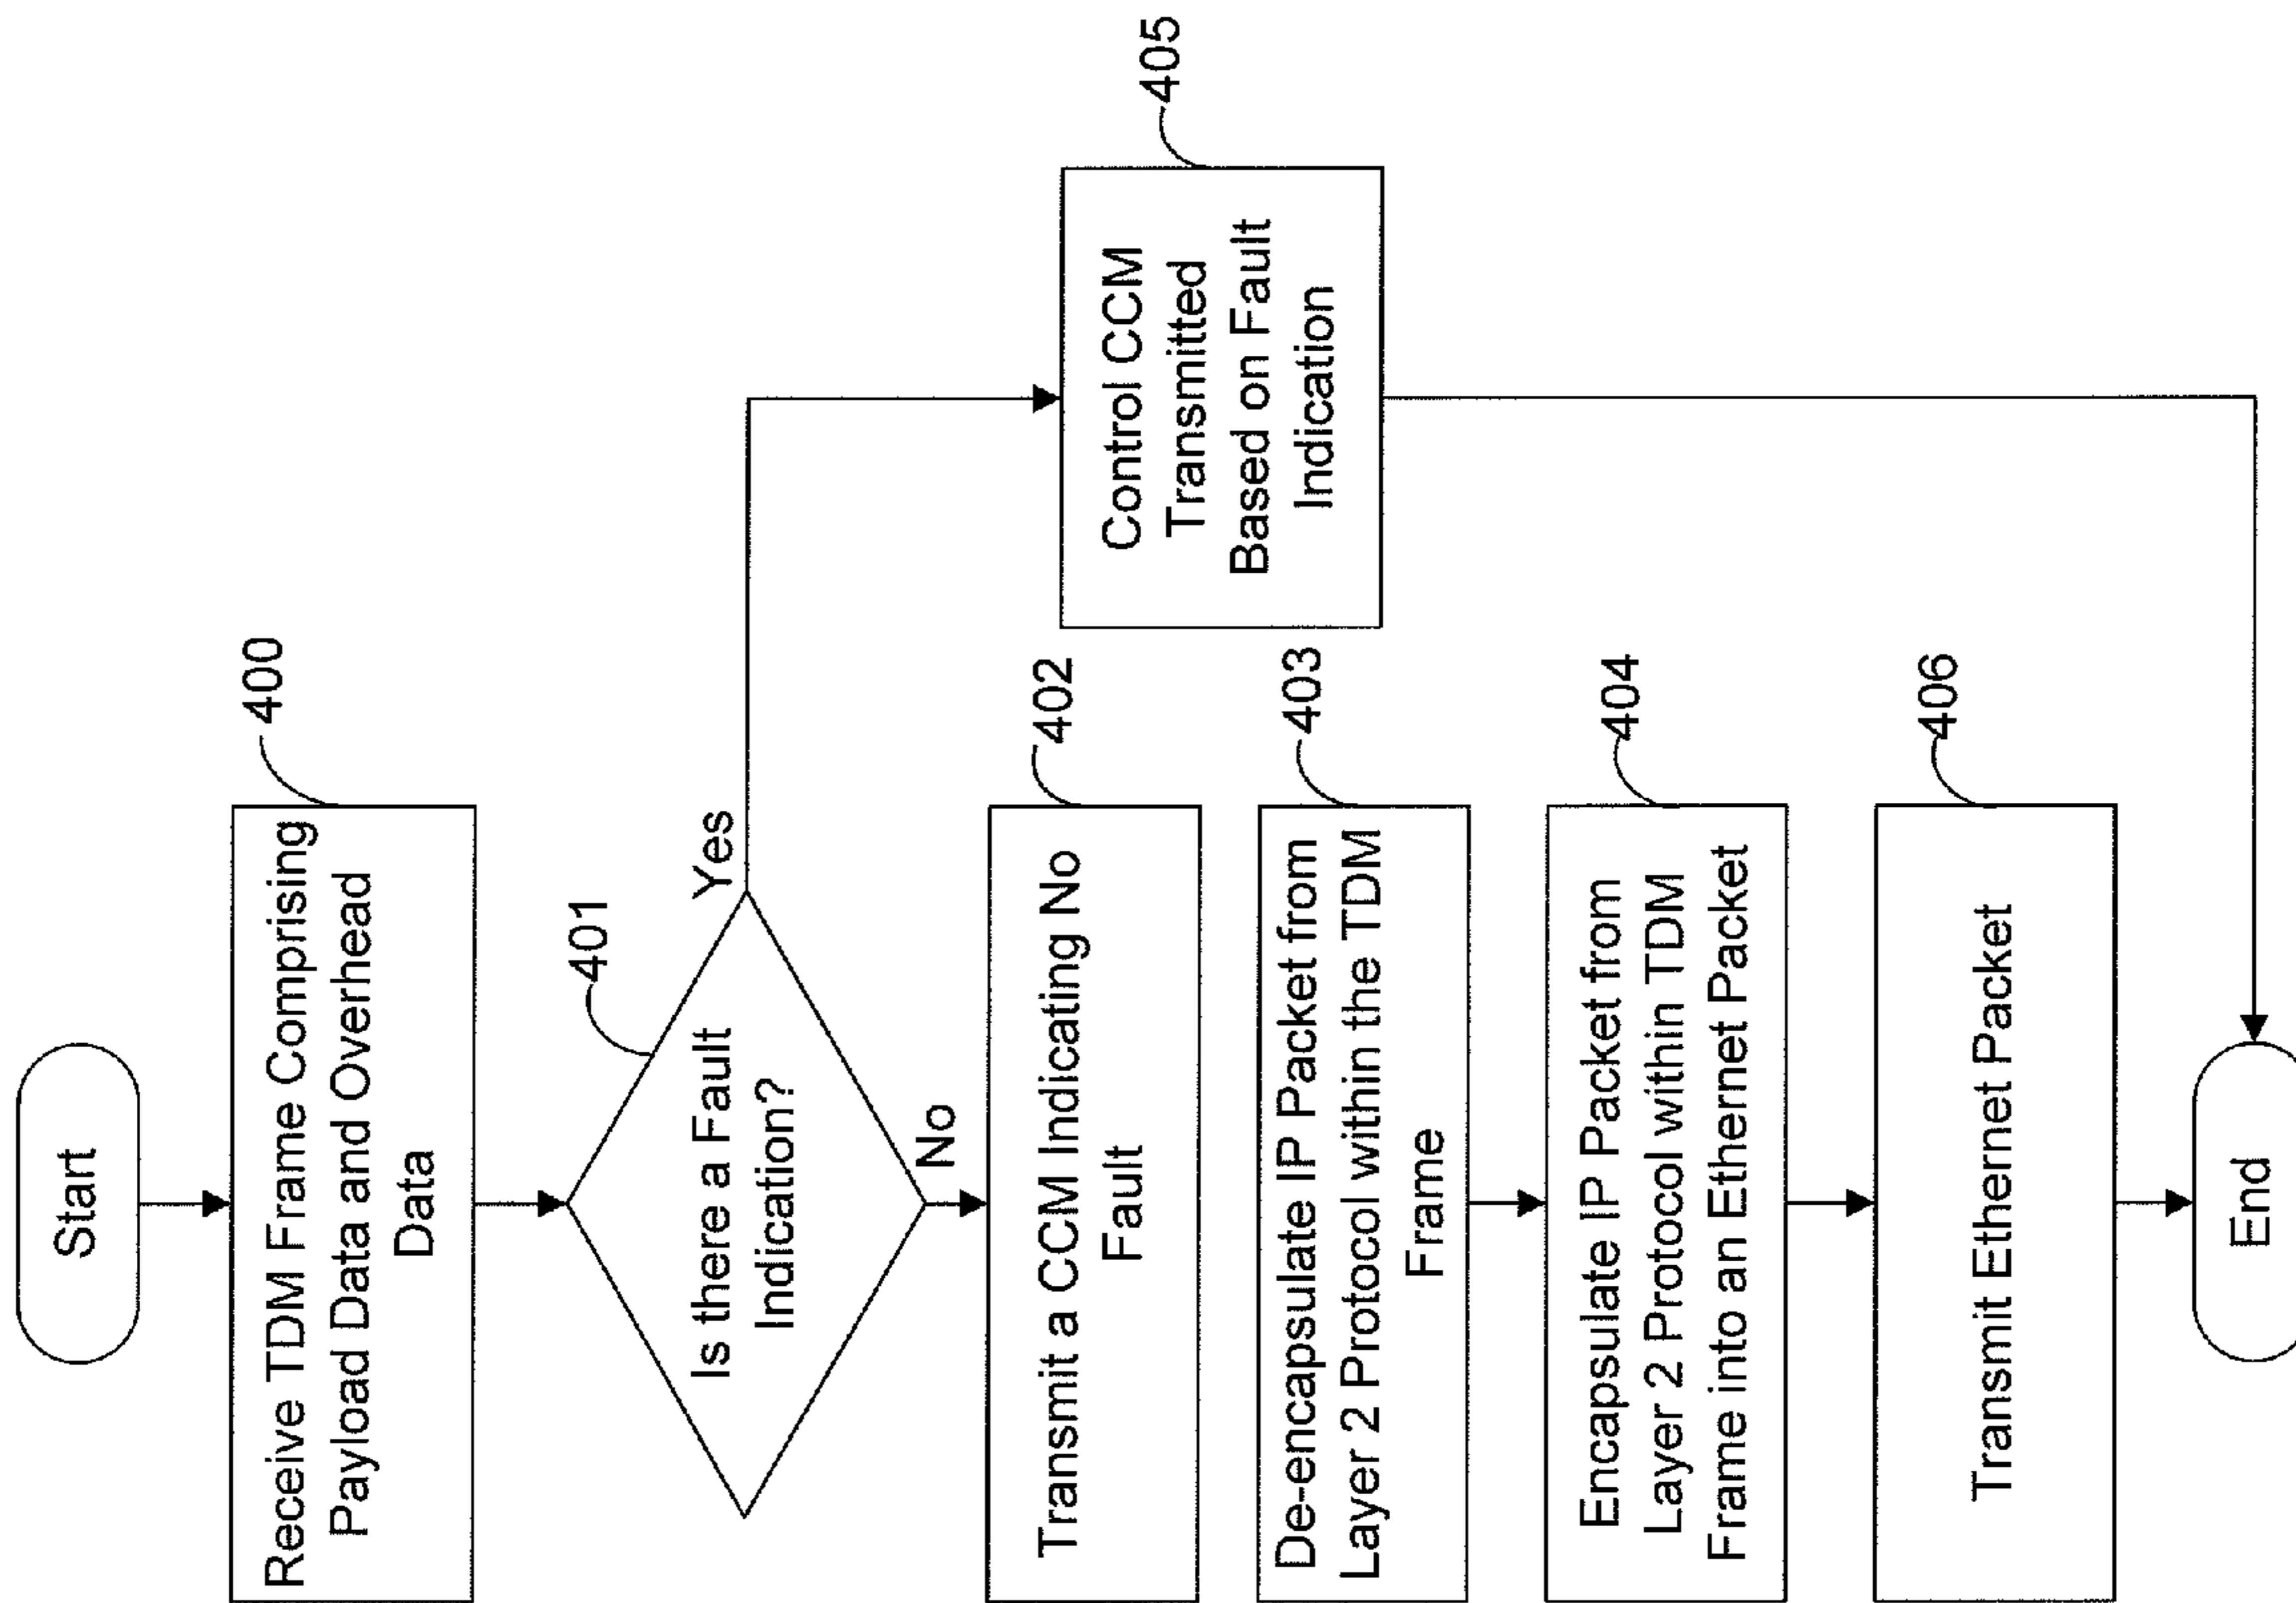 Start
400
Receive TDM Frame Comprising
Payload Data and Overhead
Data
401
Is there a Fault
Indication?
Yes
No
402
Transmit a CCM Indicating No
Fault
405
Control CCM
Transmitted
Based on Fault
Indication
403
De-encapsulate IP Packet from
Layer 2 Protocol within the TDM
Frame
404
Encapsulate IP Packet from
Layer 2 Protocol within TDM
Frame into an Ethernet Packet
406
Transmit Ethernet Packet
End